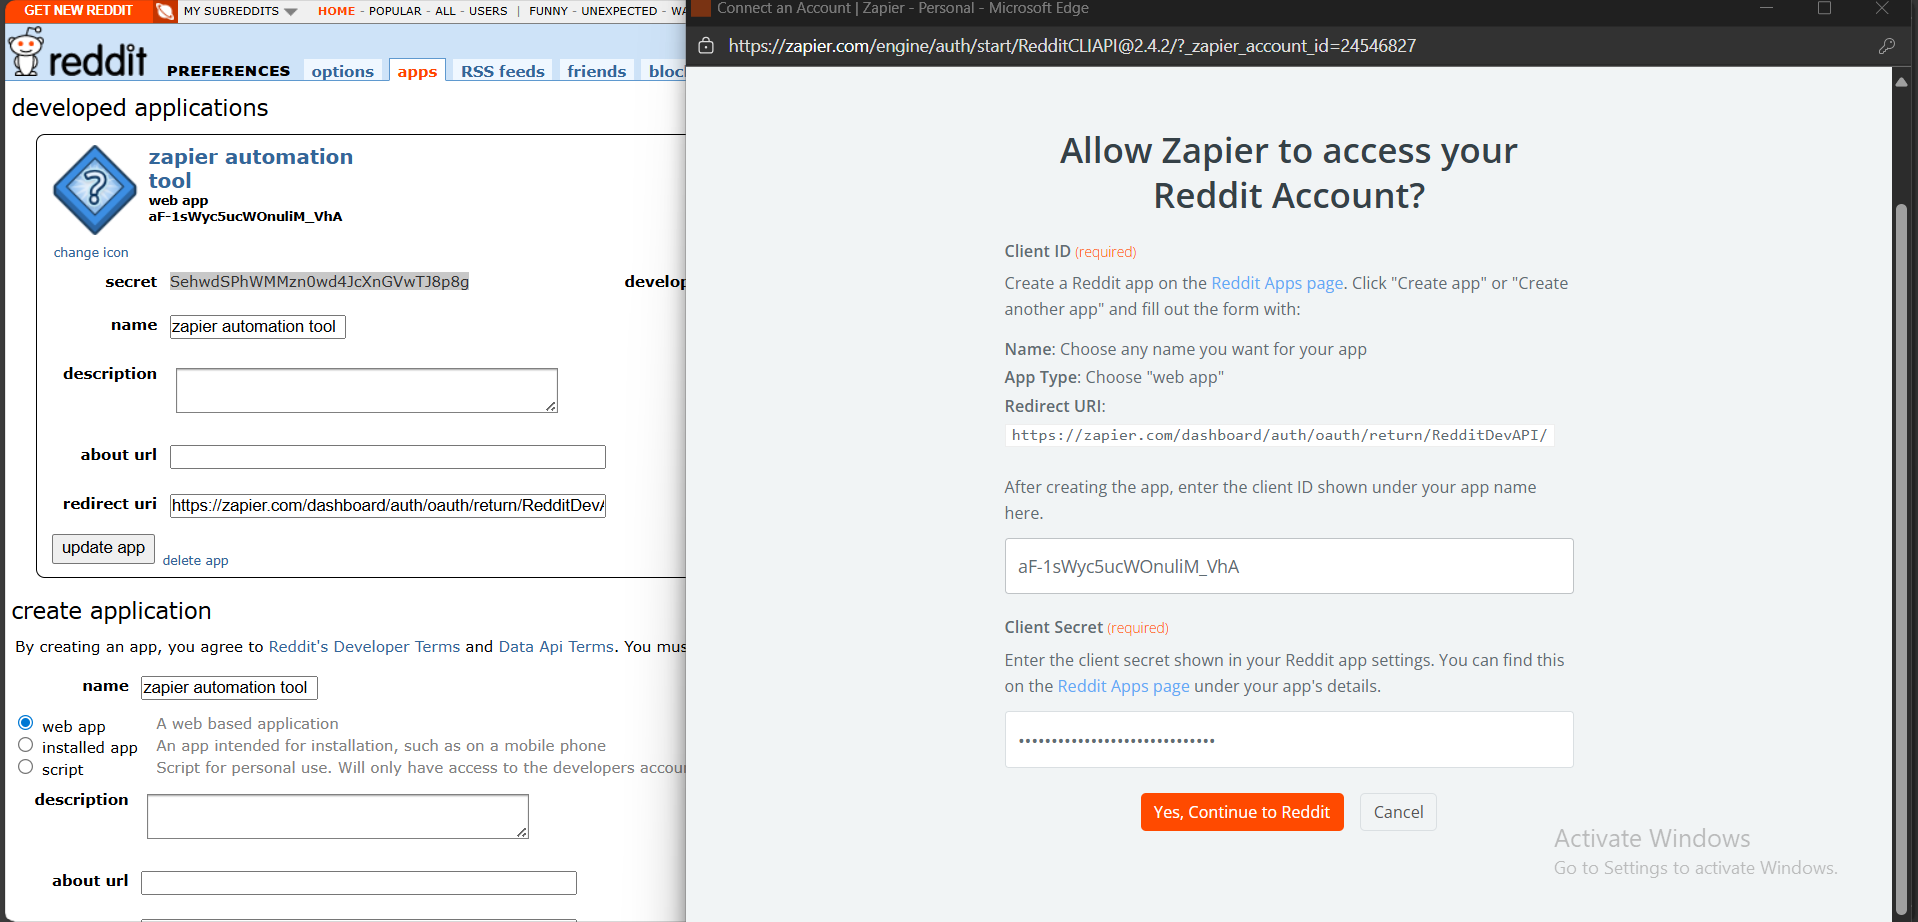 GET NEW REDDIT
MY SUBREDDITS
HOME - POPULAR - ALL - USERS | FUNNY - UNEXPECTED - WA
reddit PREFERENCES options apps RSS feeds friends bloc
developed applications
zapier automation
tool
web app
aF-1sWyc5ucWOnuliM_VhA
change icon
secret SehwdSPhWMMzn0wd4JcXnGVwTJ8p8g develop
name zapier automation tool
description
about url
redirect uri https://zapier.com/dashboard/auth/oauth/return/RedditDevA
update app delete app
create application
By creating an app, you agree to Reddit's Developer Terms and Data Api Terms. You mus
name zapier automation tool
web app A web based application
installed app An app intended for installation, such as on a mobile phone
script Script for personal use. Will only have access to the developers accou
description
about url
Connect an Account | Zapier - Personal - Microsoft Edge
https://zapier.com/engine/auth/start/RedditCLIAPI@2.4.2/?_zapier_account_id=24546827
Allow Zapier to access your
Reddit Account?
Client ID (required)
Create a Reddit app on the Reddit Apps page. Click "Create app" or "Create
another app" and fill out the form with:
Name: Choose any name you want for your app
App Type: Choose "web app"
Redirect URI:
https://zapier.com/dashboard/auth/oauth/return/RedditDevAPI/
After creating the app, enter the client ID shown under your app name
here.
aF-1sWyc5ucWOnuliM_VhA
Client Secret (required)
Enter the client secret shown in your Reddit app settings. You can find this
on the Reddit Apps page under your app's details.
••••••••••••••••••••••••••••••
Yes, Continue to Reddit
Cancel
Activate Windows
Go to Settings to activate Windows.